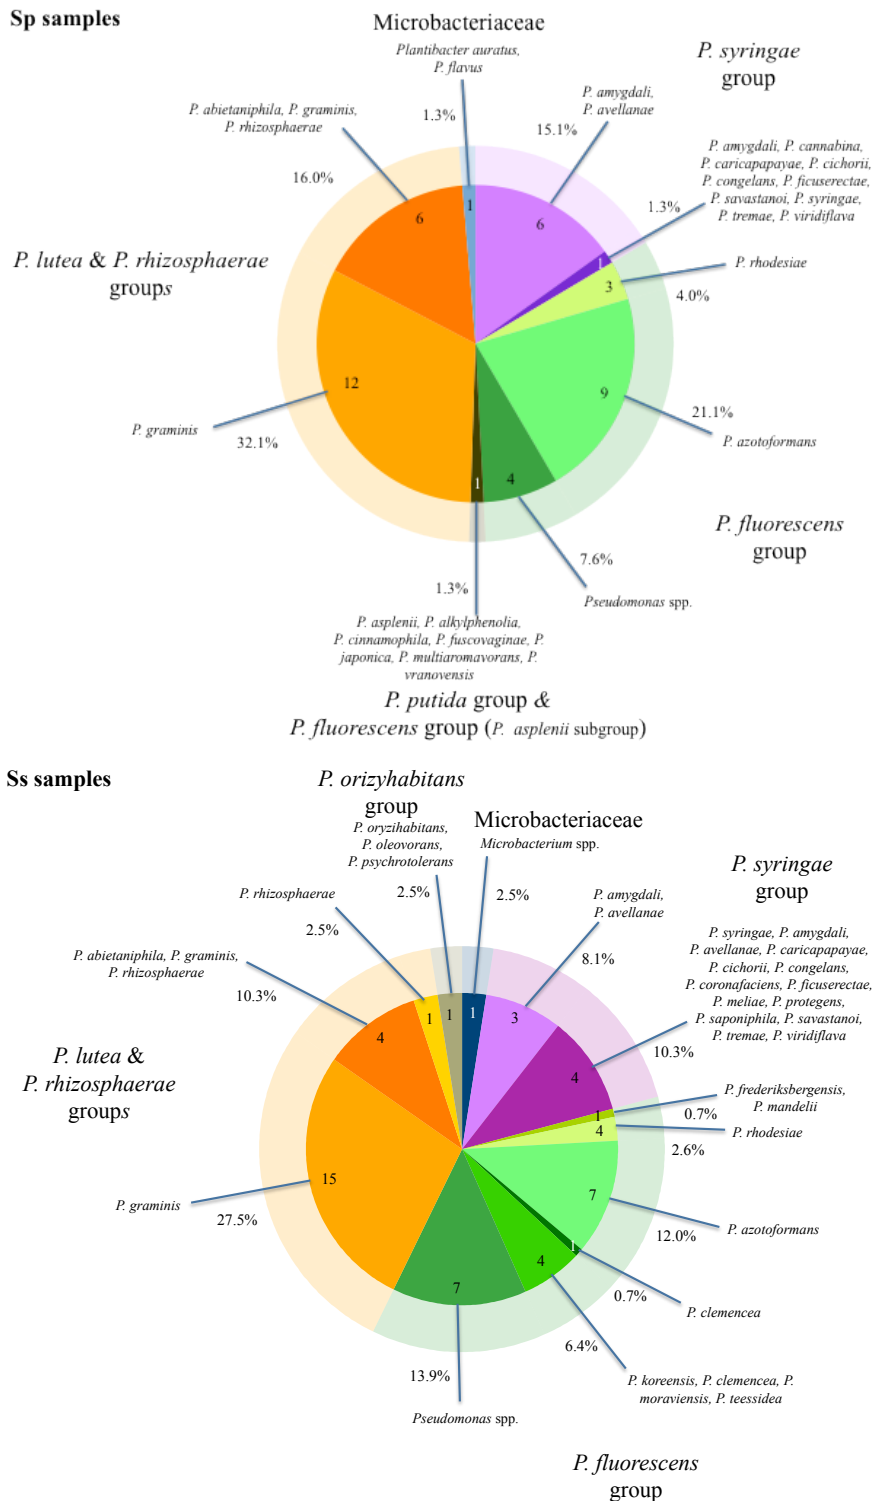 Sp samples
Microbacteriaceae
Plantibacter auratus,
P. flavus
1.3%
P. syringae
group
P. amygdali,
P. avellanae
15.1%
P. abietaniphila, P. graminis,
P. rhizosphaerae
16.0%
P. amygdali, P. cannabina,
P. caricapapayae, P. cichorii,
P. congelans, P. ficuserectae,
P. savastanoi, P. syringae,
P. tremae, P. viridiflava
1.3%
1
6
6
1
3
P. rhodesiae
4.0%
P. lutea & P. rhizosphaerae
groups
12
9
P. graminis
32.1%
21.1%
P. azotoformans
1
4
P. fluorescens
group
7.6%
Pseudomonas spp.
1.3%
P. asplenii, P. alkylphenolia,
P. cinnamophila, P. fuscovaginae, P.
japonica, P. multiaromavorans, P.
vranovensis
P. putida group &
P. fluorescens group (P. asplenii subgroup)
Ss samples
P. orizyhabitans
group
P. oryzihabitans,
P. oleovorans,
P. psychrotolerans
2.5%
Microbacteriaceae
Microbacterium spp.
2.5%
P. syringae
group
P. rhizosphaerae
2.5%
P. amygdali,
P. avellanae
8.1%
P. abietaniphila, P. graminis,
P. rhizosphaerae
10.3%
P. syringae, P. amygdali,
P. avellanae, P. caricapapayae,
P. cichorii, P. congelans,
P. coronafaciens, P. ficuserectae,
P. meliae, P. protegens,
P. saponiphila, P. savastanoi,
P. tremae, P. viridiflava
10.3%
4
1
1
1
3
4
P. lutea &
P. rhizosphaerae
groups
P. frederiksbergensis,
P. mandelii
0.7%
1
4
P. rhodesiae
2.6%
15
7
P. graminis
27.5%
P. azotoformans
12.0%
1
4
7
0.7%
P. clemencea
6.4%
13.9%
P. koreensis, P. clemencea, P.
moraviensis, P. teessidea
Pseudomonas spp.
P. fluorescens
group